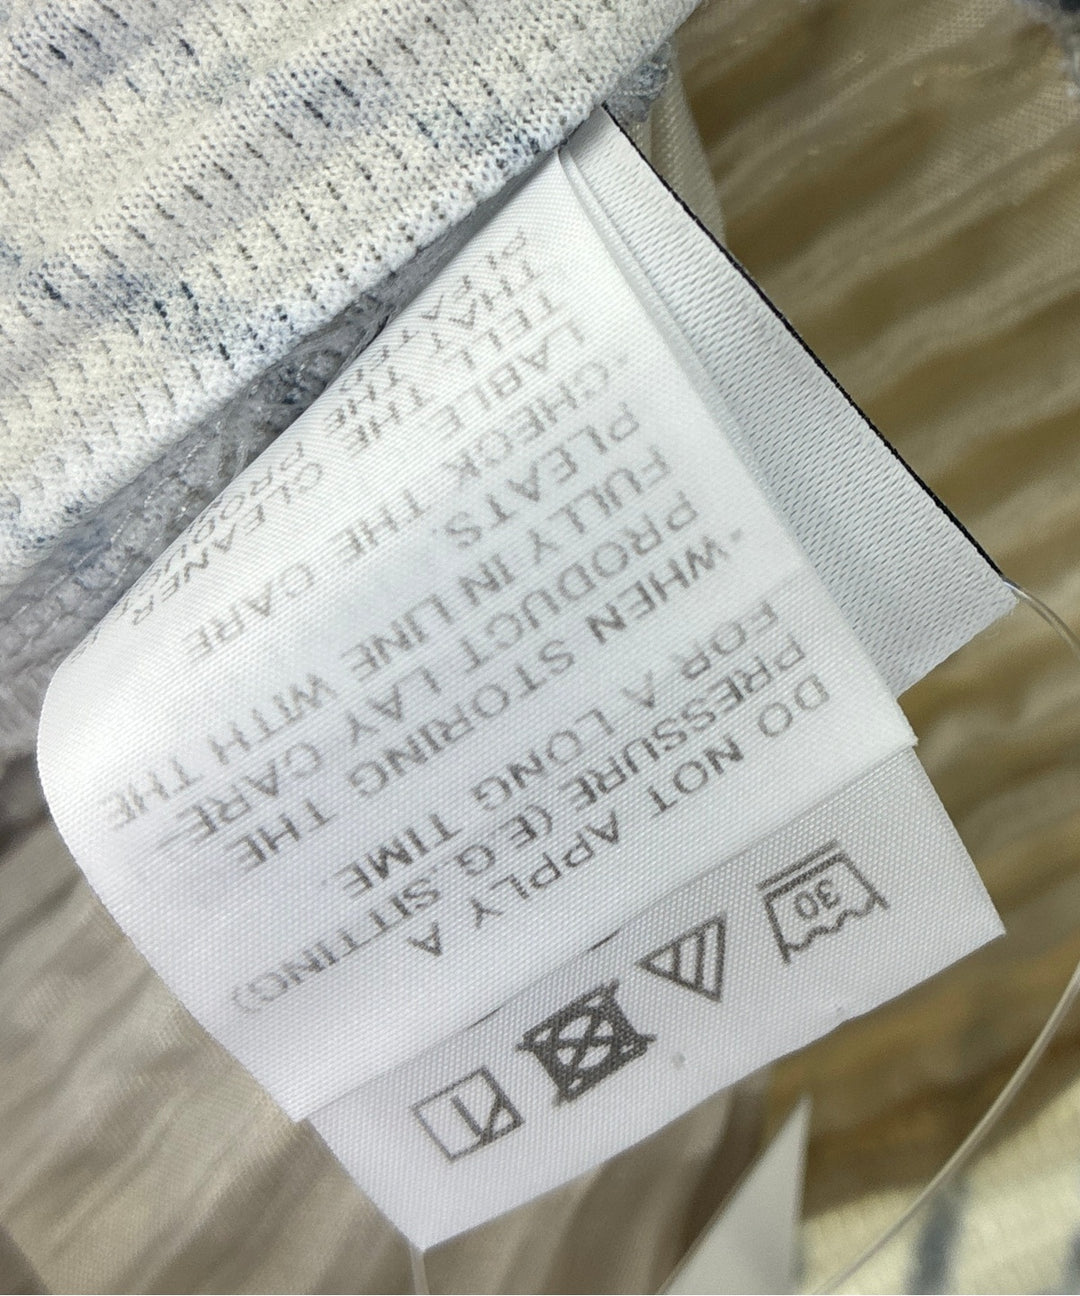 DO NOT APPLY A
PRESSURE (E.G.SITTING)
FOR A LONG TIME
*WHEN STORING THE
PRODUCT LAY CARE-
FULLY IN LINE WITH THE
PLEATS.
*CHECK THE CARE
LABLE
TELL THE CLEANER
THAT THE
30